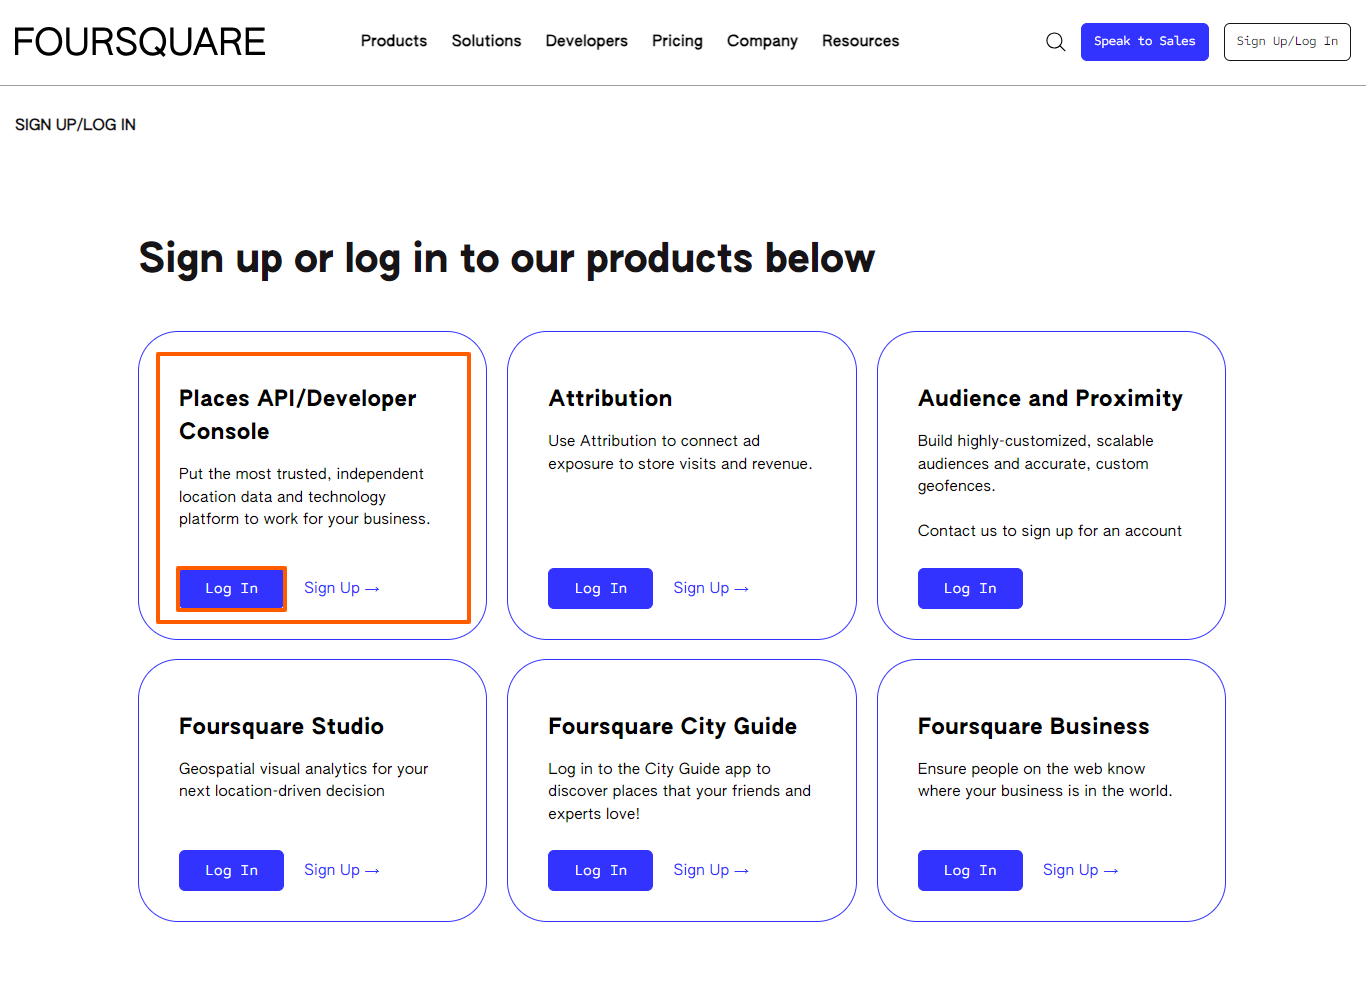 FOURSQUARE
Products Solutions Developers Pricing Company Resources
Speak to Sales
Sign Up/Log In
SIGN UP/LOG IN
Sign up or log in to our products below
Places API/Developer
Console
Put the most trusted, independent
location data and technology
platform to work for your business.
Log In Sign Up →
Attribution
Use Attribution to connect ad
exposure to store visits and revenue.
Log In Sign Up →
Audience and Proximity
Build highly-customized, scalable
audiences and accurate, custom
geofences.
Contact us to sign up for an account
Log In
Foursquare Studio
Geospatial visual analytics for your
next location-driven decision
Log In Sign Up →
Foursquare City Guide
Log in to the City Guide app to
discover places that your friends and
experts love!
Log In Sign Up →
Foursquare Business
Ensure people on the web know
where your business is in the world.
Log In Sign Up →